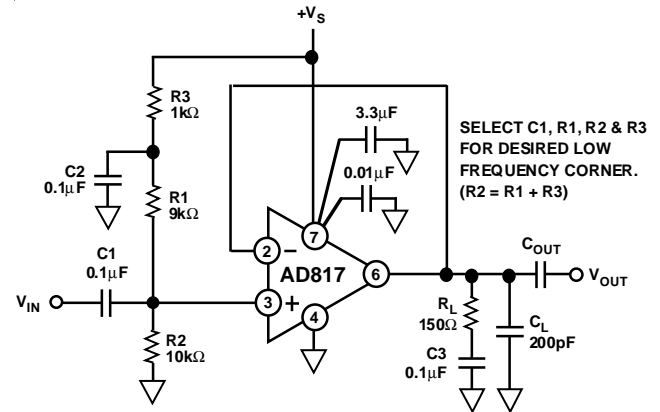 +VS
R3
1kΩ
3.3μF
SELECT C1, R1, R2 & R3
FOR DESIRED LOW
FREQUENCY CORNER.
(R2 = R1 + R3)
C2
0.1μF
0.01μF
R1
9kΩ
C1
0.1μF
2
–
7
AD817
6
COUT
VOUT
VIN
3
+
4
RL
150Ω
CL
200pF
R2
10kΩ
C3
0.1μF